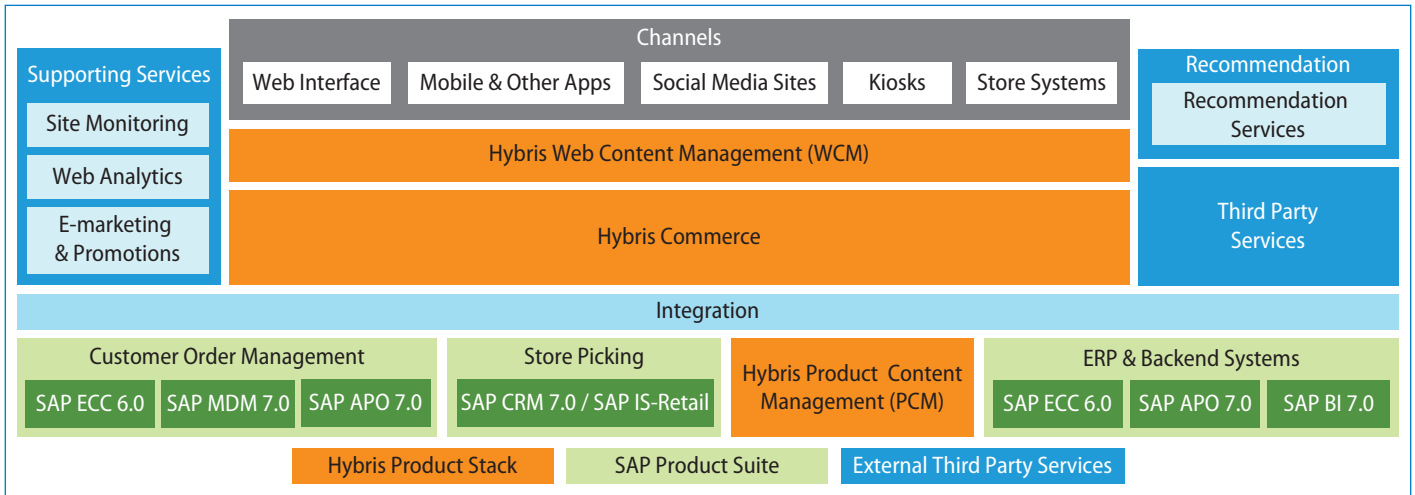 Channels
Web Interface
Mobile & Other Apps
Social Media Sites
Kiosks
Store Systems
Supporting Services
Site Monitoring
Web Analytics
E-marketing
& Promotions
Hybris Web Content Management (WCM)
Hybris Commerce
Recommendation
Recommendation
Services
Third Party
Services
Integration
Customer Order Management
SAP ECC 6.0
SAP MDM 7.0
SAP APO 7.0
Store Picking
SAP CRM 7.0 / SAP IS-Retail
Hybris Product Content
Management (PCM)
ERP & Backend Systems
SAP ECC 6.0
SAP APO 7.0
SAP BI 7.0
Hybris Product Stack
SAP Product Suite
External Third Party Services